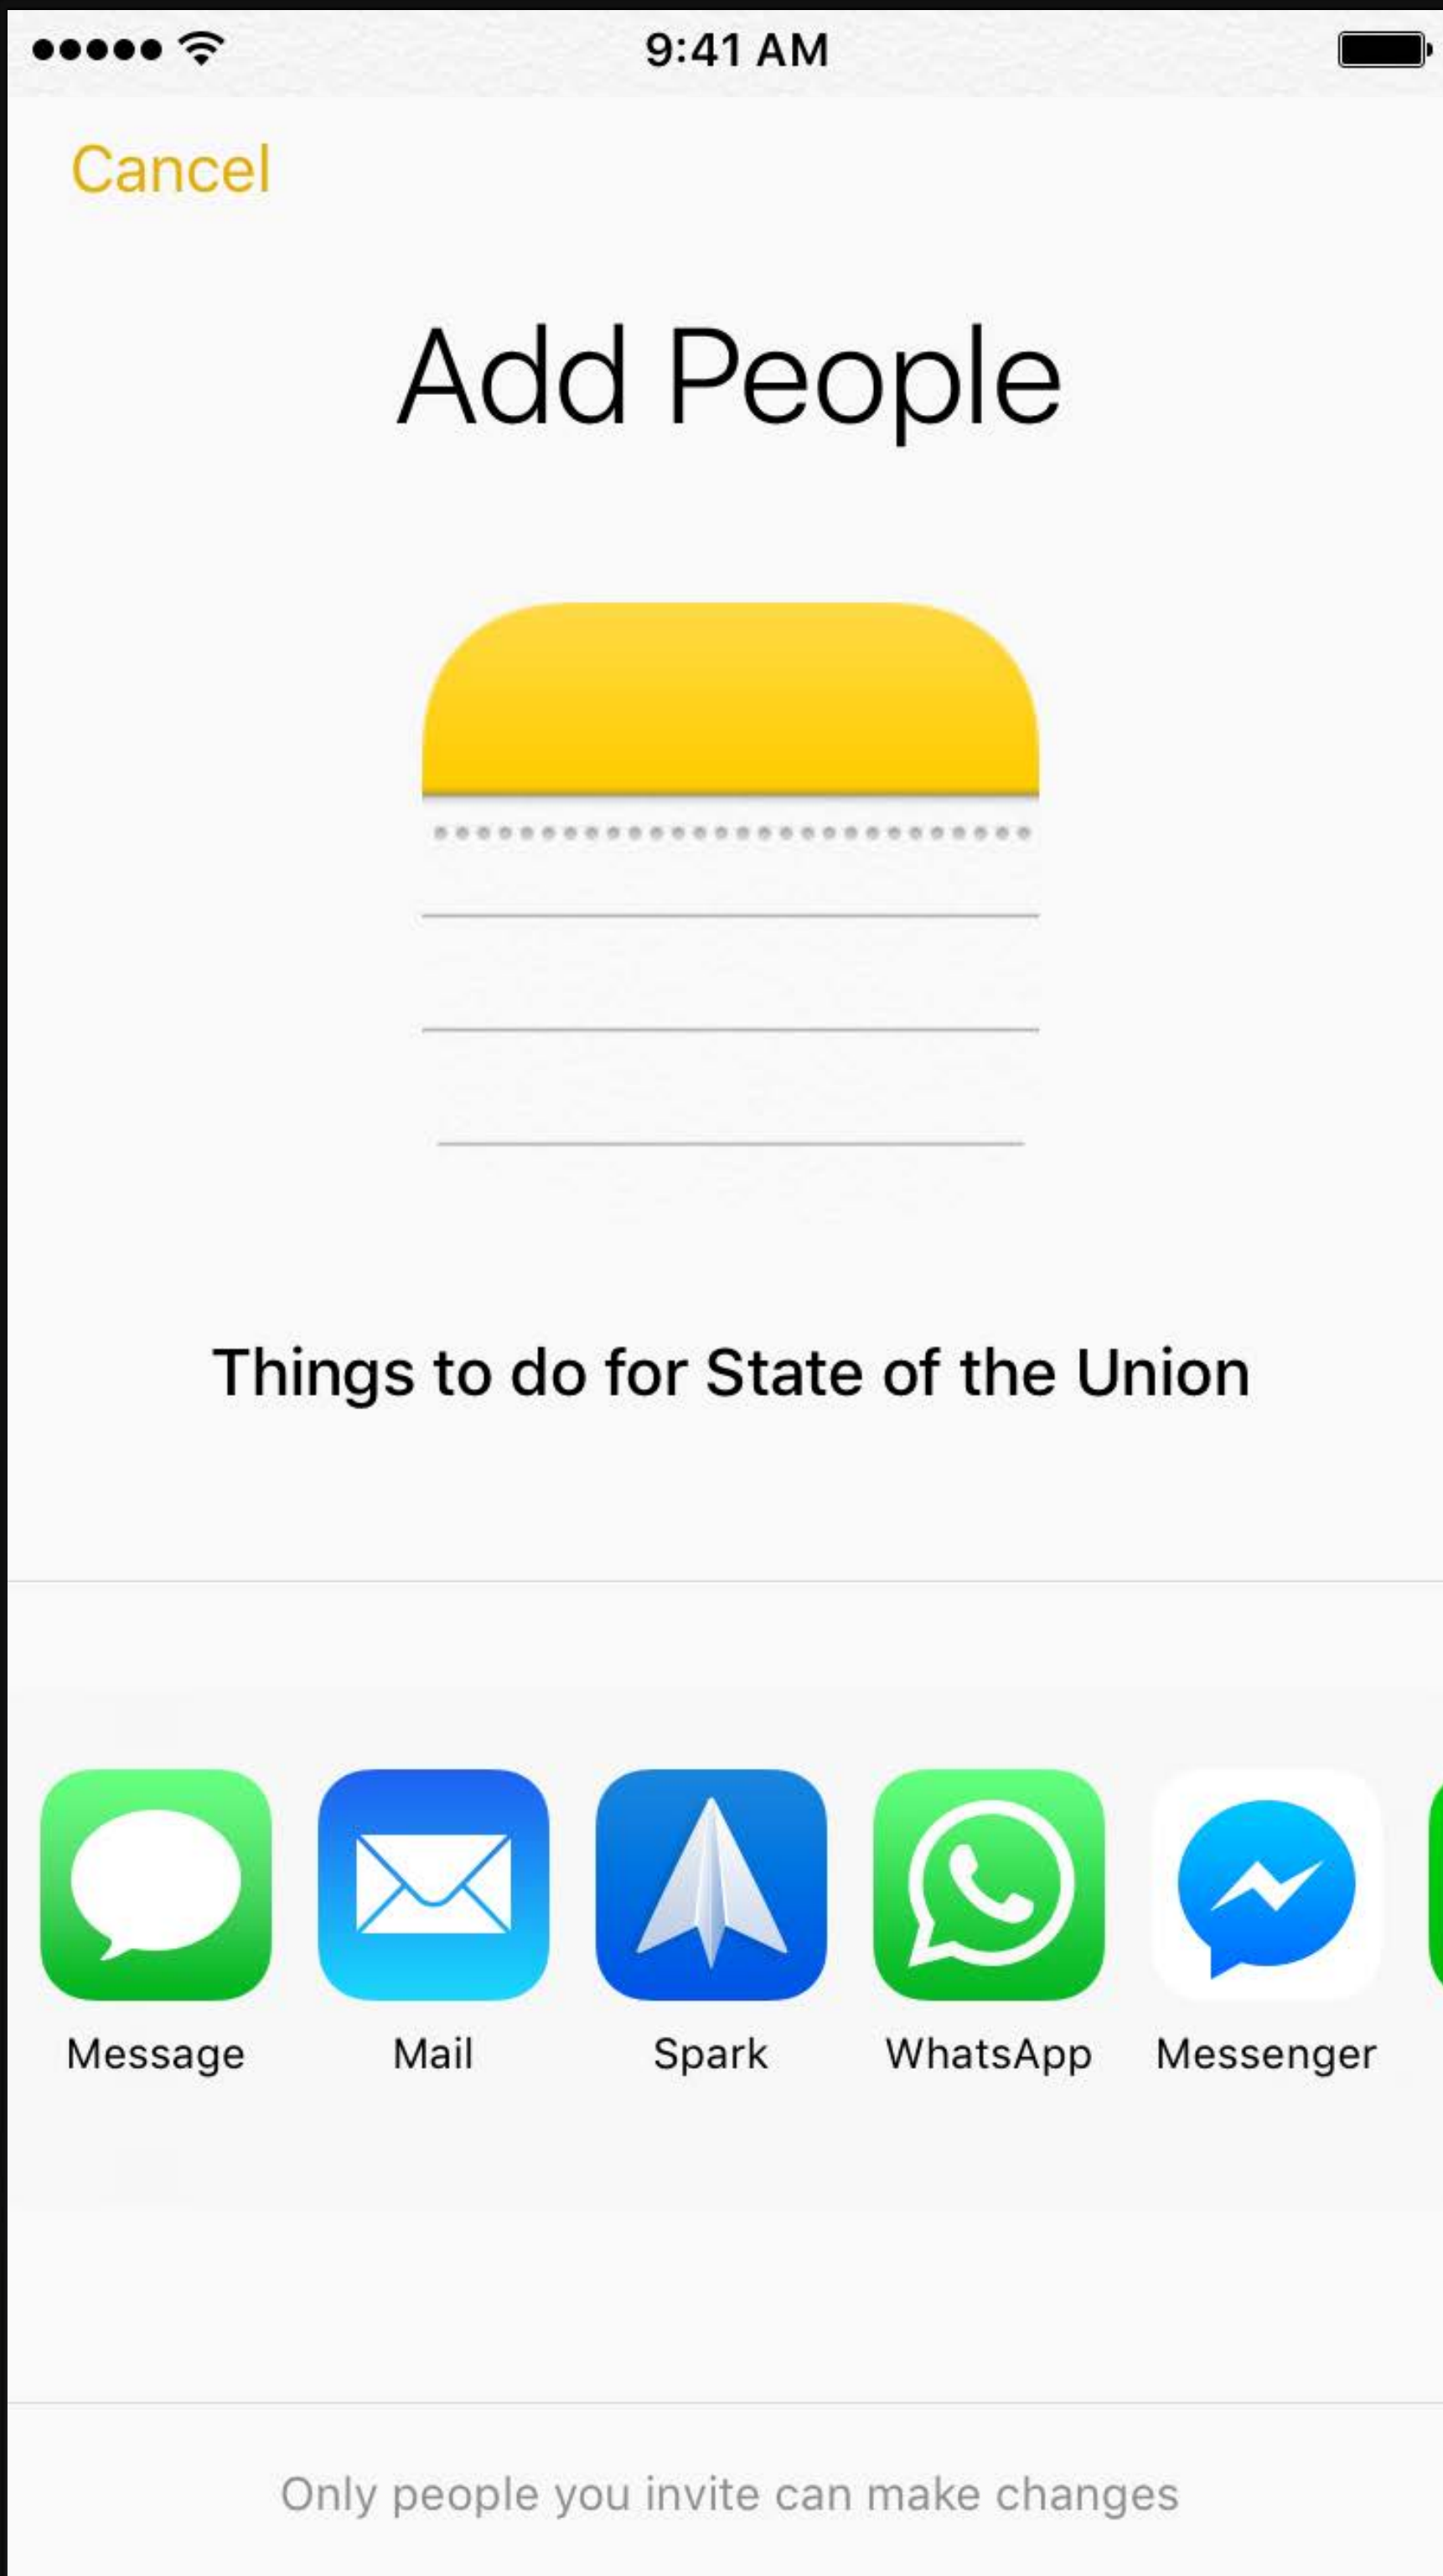 9:41 AM
Cancel
Add People
Things to do for State of the Union
Message Mail Spark WhatsApp Messenger
Only people you invite can make changes